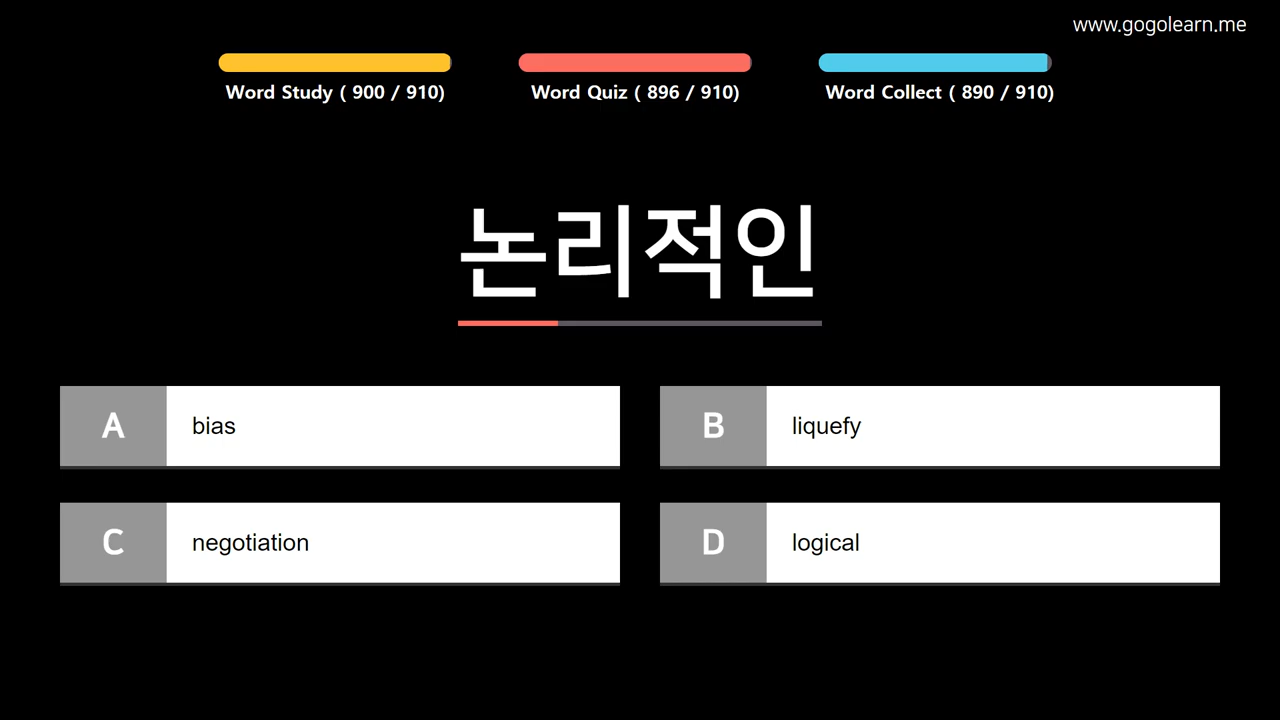 www.gogolearn.me
Word Study ( 900 / 910)
Word Quiz ( 896 / 910)
Word Collect ( 890 / 910)
논리적인
A bias
B liquefy
C negotiation
D logical